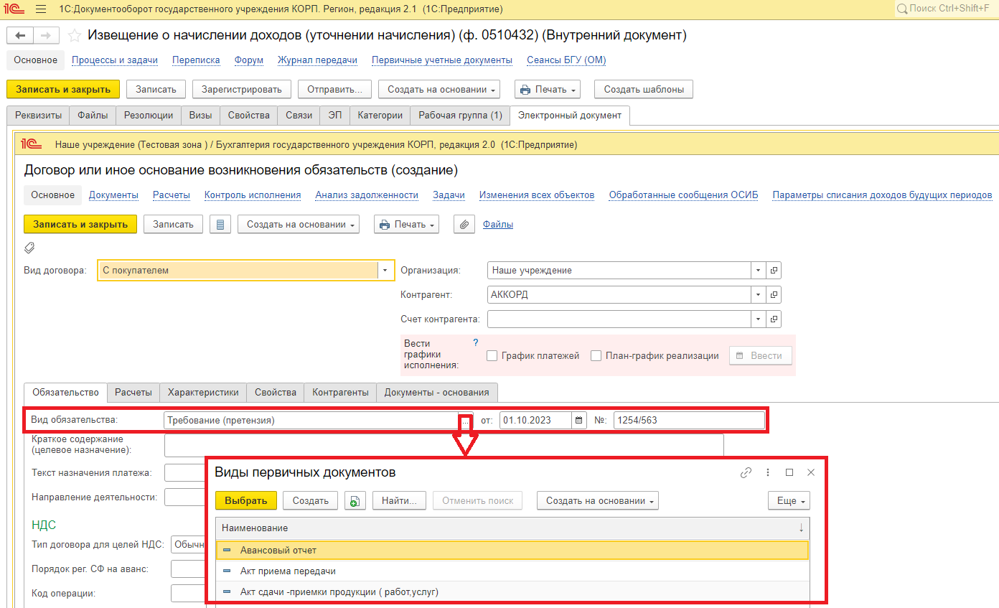 1С:Документооборот государственного учреждения КОРП. Регион, редакция 2.1 (1С:Предприятие) Поиск Ctrl+Shift+F
Извещение о начислении доходов (уточнении начисления) (ф. 0510432) (Внутренний документ)
Основное Процессы и задачи Переписка Форум Журнал передачи Первичные учетные документы Сеансы БГУ (ОМ)
Записать и закрыть Записать Зарегистрировать Отправить... Создать на основании Печать Создать шаблоны
Реквизиты Файлы Резолюции Визы Свойства Связи ЭП Категории Рабочая группа (1) Электронный документ
Наше учреждение (Тестовая зона ) / Бухгалтерия государственного учреждения КОРП, редакция 2.0 (1С:Предприятие)
Договор или иное основание возникновения обязательств (создание)
Основное Документы Расчеты Контроль исполнения Анализ задолженности Задачи Изменения всех объектов Обработанные сообщения ОСИБ Параметры списания доходов будущих периодов
Записать и закрыть Записать Создать на основании Печать Файлы
Вид договора: С покупателем Организация: Наше учреждение
Контрагент: АККОРД
Счет контрагента:
Вести ?
графики График платежей План-график реализации Ввести
исполнения:
Обязательство Расчеты Характеристики Свойства Контрагенты Документы - основания
Вид обязательства: Требование (претензия) ... от: 01.10.2023 №: 1254/563
Краткое содержание
(целевое назначение):
Текст назначения платежа:
Направление деятельности:
НДС
Тип договора для целей НДС: Обычн
Порядок рег. СФ на аванс:
Код операции:
Виды первичных документов
Выбрать Создать Найти... Отменить поиск Создать на основании Еще
Наименование ↓
Авансовый отчет
Акт приема передачи
Акт сдачи -приемки продукции ( работ,услуг)